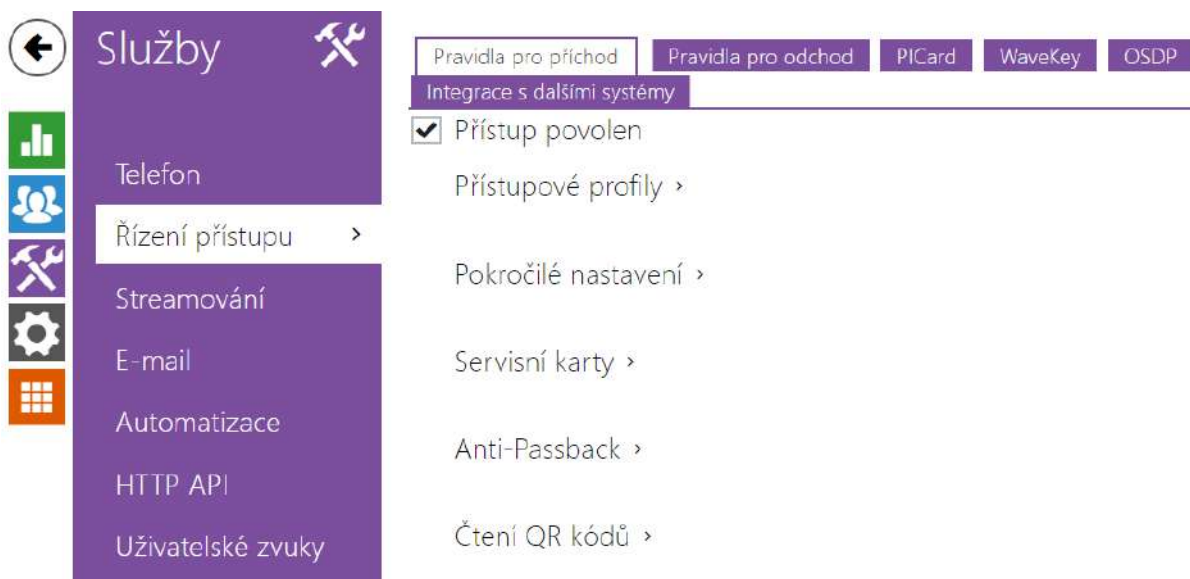 Služby
Telefon
Řízení přístupu
Streamování
E-mail
Automatizace
HTTP API
Uživatelské zvuky
Pravidla pro příchod Pravidla pro odchod PICard WaveKey OSDP
Integrace s dalšími systémy
Přístup povolen
Přístupové profily
Pokročilé nastavení
Servisní karty
Anti-Passback
Čtení QR kódů